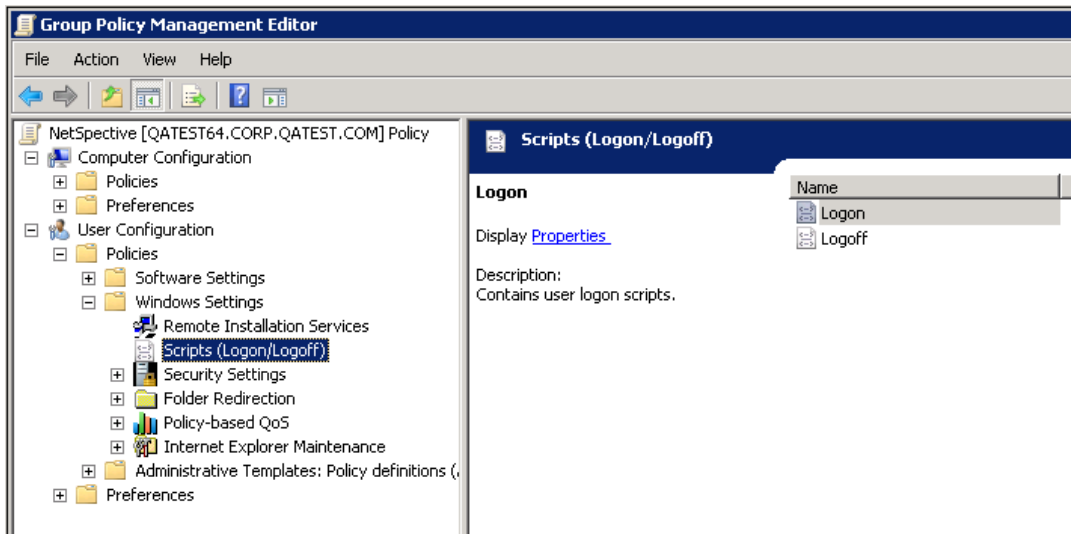 Group Policy Management Editor
File Action View Help
NetSpective [QATEST64.CORP.QATEST.COM] Policy
Computer Configuration
Policies
Preferences
User Configuration
Policies
Software Settings
Windows Settings
Remote Installation Services
Scripts (Logon/Logoff)
Security Settings
Folder Redirection
Policy-based QoS
Internet Explorer Maintenance
Administrative Templates: Policy definitions (
Preferences
Scripts (Logon/Logoff)
Logon
Display Properties
Description:
Contains user logon scripts.
Name
Logon
Logoff